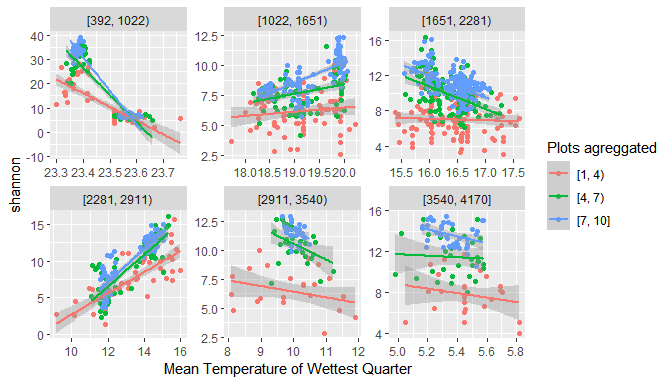 [392, 1022) [1022, 1651) [1651, 2281)
40 30 20 10 0 -10
12.5 10.0 7.5 5.0 2.5
16 12 8 4
23.3 23.4 23.5 23.6 23.7
18.0 18.5 19.0 19.5 20.0
15.5 16.0 16.5 17.0 17.5
shannon
Plots agreggated
[1, 4)
[4, 7)
[7, 10]
[2281, 2911) [2911, 3540) [3540, 4170]
15 10 5 0
12.5 10.0 7.5 5.0 2.5
16 12 8 4
10 12 14 16
8 9 10 11 12
5.0 5.2 5.4 5.6 5.8
Mean Temperature of Wettest Quarter